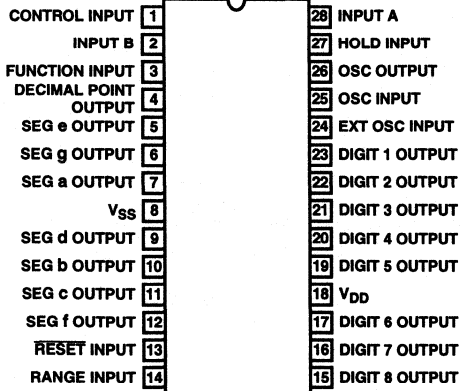 CONTROL INPUT 1
INPUT B 2
FUNCTION INPUT 3
DECIMAL POINT
OUTPUT 4
SEG e OUTPUT 5
SEG g OUTPUT 6
SEG a OUTPUT 7
VSS 8
SEG d OUTPUT 9
SEG b OUTPUT 10
SEG c OUTPUT 11
SEG f OUTPUT 12
RESET INPUT 13
RANGE INPUT 14
28 INPUT A
27 HOLD INPUT
26 OSC OUTPUT
25 OSC INPUT
24 EXT OSC INPUT
23 DIGIT 1 OUTPUT
22 DIGIT 2 OUTPUT
21 DIGIT 3 OUTPUT
20 DIGIT 4 OUTPUT
19 DIGIT 5 OUTPUT
18 VDD
17 DIGIT 6 OUTPUT
16 DIGIT 7 OUTPUT
15 DIGIT 8 OUTPUT